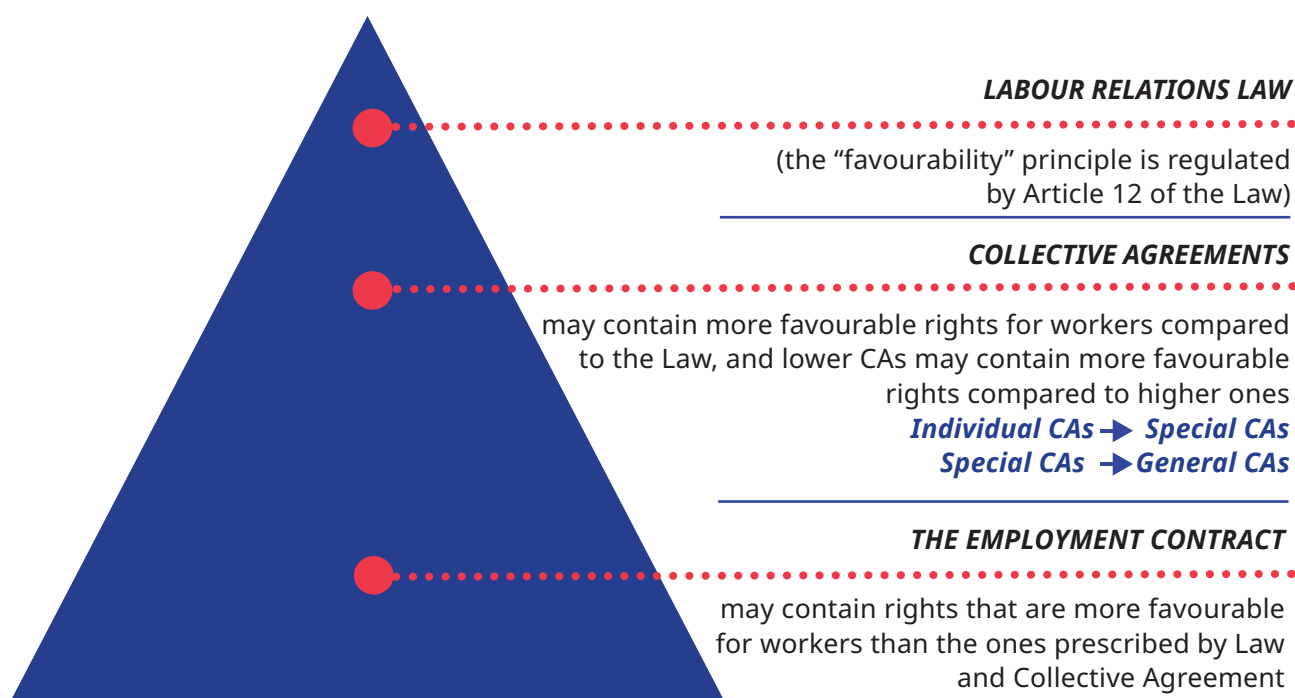 LABOUR RELATIONS LAW
(the “favourability” principle is regulated
by Article 12 of the Law)
COLLECTIVE AGREEMENTS
may contain more favourable rights for workers compared
to the Law, and lower CAs may contain more favourable
rights compared to higher ones
Individual CAs Special CAs
Special CAs General CAs
THE EMPLOYMENT CONTRACT
may contain rights that are more favourable
for workers than the ones prescribed by Law
and Collective Agreement